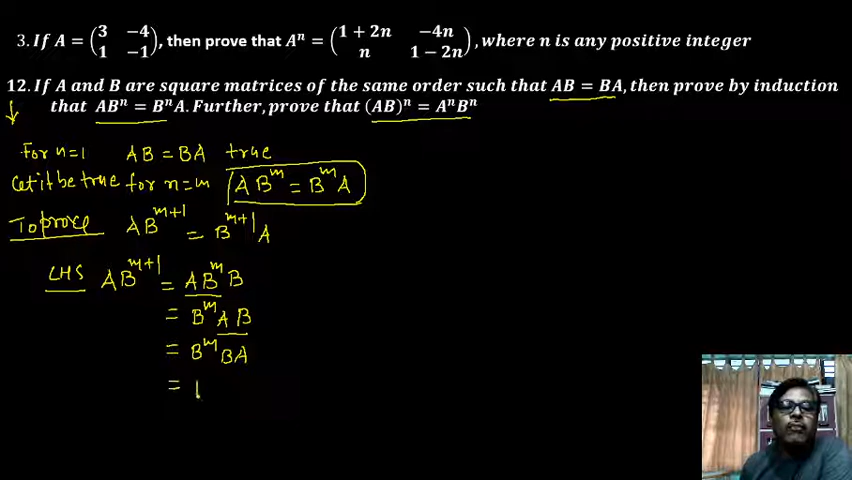 3. If A = (3 −4 1 −1), then prove that Aⁿ = (1 + 2n −4n n 1 − 2n), where n is any positive integer
12. If A and B are square matrices of the same order such that AB = BA, then prove by induction
that ABⁿ = BⁿA. Further, prove that (AB)ⁿ = AⁿBⁿ
For n=1 AB = BA true
Let it be true for n=m ABᵐ = BᵐA
To prove ABᵐ⁺¹ = Bᵐ⁺¹A
LHS ABᵐ⁺¹ = ABᵐB
= BᵐAB
= BᵐBA
=